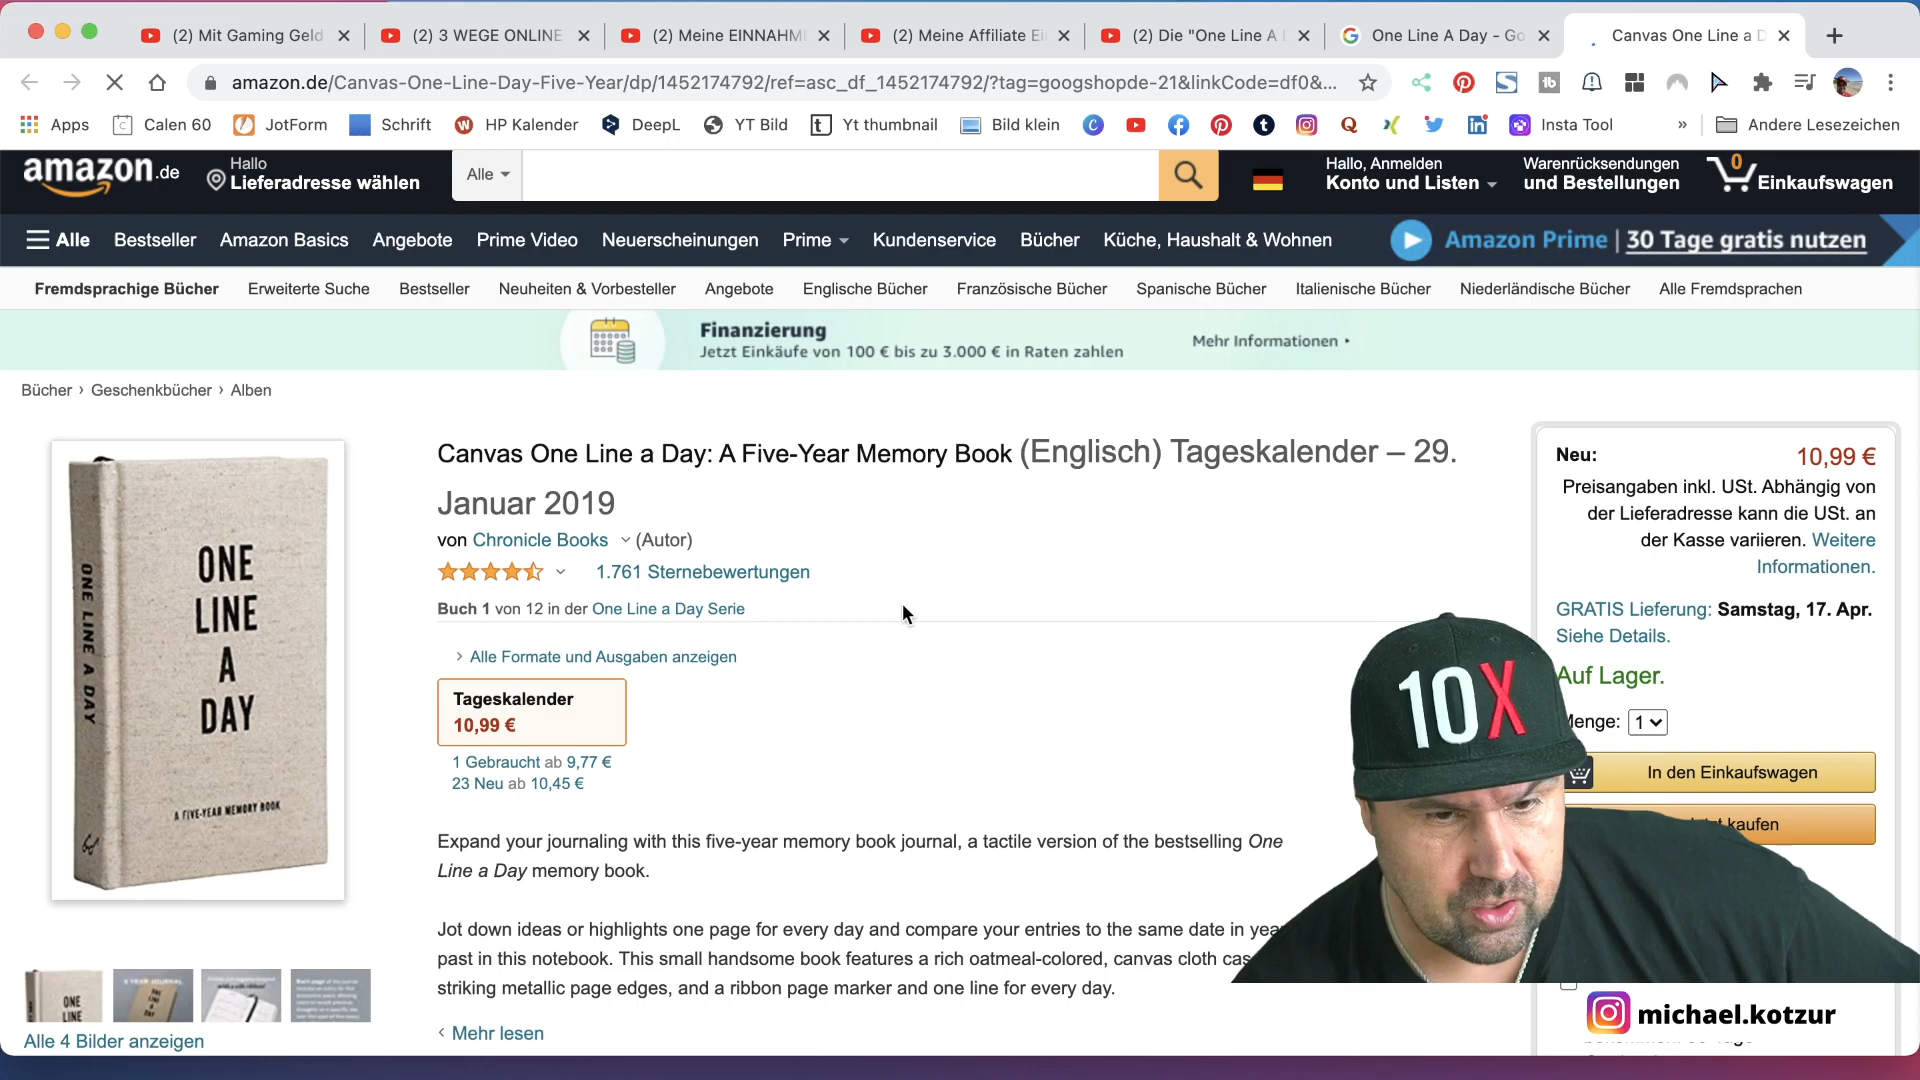 (2) Mit Gaming Geld
(2) 3 WEGE ONLINE
(2) Meine EINNAHM
(2) Meine Affiliate Ei
(2) Die "One Line A
One Line A Day - Go
Canvas One Line a D
amazon.de/Canvas-One-Line-Day-Five-Year/dp/1452174792/ref=asc_df_1452174792/?tag=googshopde-21&linkCode=df0&...
Apps
Calen 60
JotForm
Schrift
HP Kalender
DeepL
YT Bild
Yt thumbnail
Bild klein
Insta Tool
»
Andere Lesezeichen
amazon.de
Hallo
Lieferadresse wählen
Alle
Hallo, Anmelden
Konto und Listen
Warenrücksendungen
und Bestellungen
0
Einkaufswagen
Alle
Bestseller
Amazon Basics
Angebote
Prime Video
Neuerscheinungen
Prime
Kundenservice
Bücher
Küche, Haushalt & Wohnen
Amazon Prime | 30 Tage gratis nutzen
Fremdsprachige Bücher
Erweiterte Suche
Bestseller
Neuheiten & Vorbesteller
Angebote
Englische Bücher
Französische Bücher
Spanische Bücher
Italienische Bücher
Niederländische Bücher
Alle Fremdsprachen
Finanzierung
Jetzt Einkäufe von 100 € bis zu 3.000 € in Raten zahlen
Mehr Informationen
Bücher › Geschenkbücher › Alben
ONE LINE A DAY
ONE
LINE
A
DAY
A FIVE-YEAR MEMORY BOOK
ONE
LINE
Alle 4 Bilder anzeigen
Canvas One Line a Day: A Five-Year Memory Book (Englisch) Tageskalender – 29.
Januar 2019
von Chronicle Books (Autor)
1.761 Sternebewertungen
Buch 1 von 12 in der One Line a Day Serie
Alle Formate und Ausgaben anzeigen
Tageskalender
10,99 €
1 Gebraucht ab 9,77 €
23 Neu ab 10,45 €
Expand your journaling with this five-year memory book journal, a tactile version of the bestselling One
Line a Day memory book.
Jot down ideas or highlights one page for every day and compare your entries to the same date in
past in this notebook. This small handsome book features a rich oatmeal-colored, canvas cloth
striking metallic page edges, and a ribbon page marker and one line for every day.
Mehr lesen
Neu:
10,99 €
Preisangaben inkl. USt. Abhängig von
der Lieferadresse kann die USt. an
der Kasse variieren. Weitere
Informationen.
GRATIS Lieferung: Samstag, 17. Apr.
Siehe Details.
Auf Lager.
Menge: 1
In den Einkaufswagen
kaufen
10X
michael.kotzur